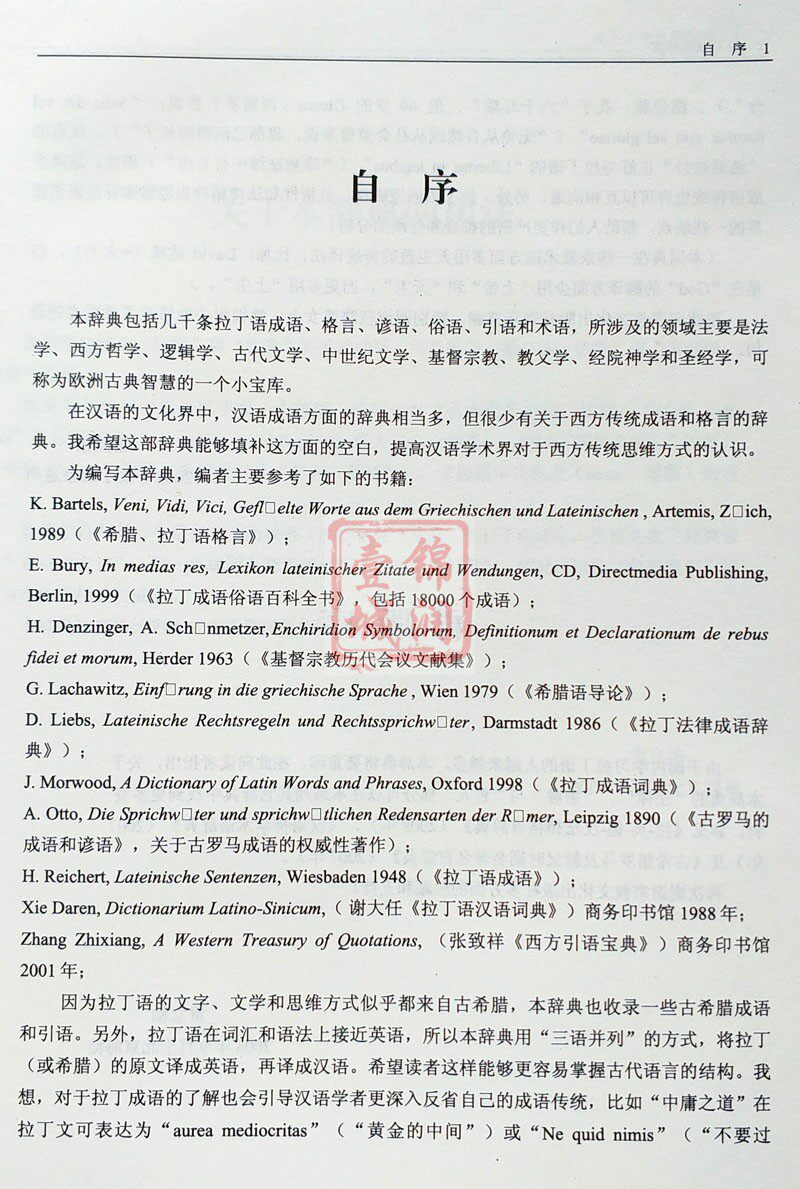 自 序 1
自 序
本辞典包括几千条拉丁语成语、格言、谚语、俗语、引语和术语，所涉及的领域主要是法
学、西方哲学、逻辑学、古代文学、中世纪文学、基督宗教、教父学、经院神学和圣经学，可
称为欧洲古典智慧的一个小宝库。
在汉语的文化界中，汉语成语方面的辞典相当多，但很少有关于西方传统成语和格言的辞
典。我希望这部辞典能够填补这方面的空白，提高汉语学术界对于西方传统思维方式的认识。
为编写本辞典，编者主要参考了如下的书籍：
K. Bartels, Veni, Vidi, Vici, Gefl□elte Worte aus dem Griechischen und Lateinischen , Artemis, Z□ich,
1989（《希腊、拉丁语格言》）；
E. Bury, In medias res, Lexikon lateinischer Zitate und Wendungen, CD, Directmedia Publishing,
Berlin, 1999（《拉丁成语俗语百科全书》，包括 18000 个成语）；
H. Denzinger, A. Sch□nmetzer, Enchiridion Symbolorum, Definitionum et Declarationum de rebus
fidei et morum, Herder 1963（《基督宗教历代会议文献集》）；
G. Lachawitz, Einf□rung in die griechische Sprache , Wien 1979（《希腊语导论》）；
D. Liebs, Lateinische Rechtsregeln und Rechtssprichw□ter, Darmstadt 1986（《拉丁法律成语辞
典》）；
J. Morwood, A Dictionary of Latin Words and Phrases, Oxford 1998（《拉丁成语词典》）；
A. Otto, Die Sprichw□ter und sprichw□tlichen Redensarten der R□mer, Leipzig 1890（《古罗马的
成语和谚语》，关于古罗马成语的权威性著作）；
H. Reichert, Lateinische Sentenzen, Wiesbaden 1948（《拉丁成语》）；
Xie Daren, Dictionarium Latino-Sinicum,（ 谢大任《拉丁语汉语词典》）商务印书馆 1988 年；
Zhang Zhixiang, A Western Treasury of Quotations, （张致祥《西方引语宝典》）商务印书馆
2001 年；
因为拉丁语的文字、文学和思维方式似乎都来自古希腊，本辞典也收录一些古希腊成语
和引语。另外，拉丁语在词汇和语法上接近英语，所以本辞典用“三语并列”的方式，将拉丁
（或希腊）的原文译成英语，再译成汉语。希望读者这样能够更容易掌握古代语言的结构。我
想，对于拉丁成语的了解也会引导汉语学者更深入反省自己的成语传统，比如“中庸之道”在
拉丁文可表达为“aurea mediocritas”（“黄金的中间”）或“Ne quid nimis”（“不要过
锦润
壹城